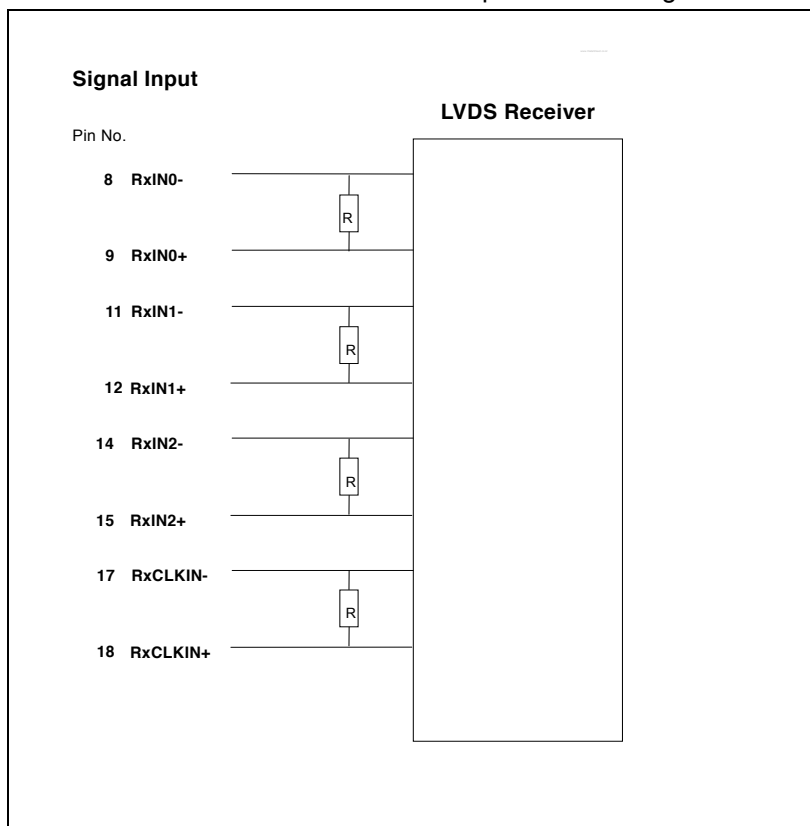 Signal Input
LVDS Receiver
Pin No.
8 RxIN0-
R
9 RxIN0+
11 RxIN1-
R
12 RxIN1+
14 RxIN2-
R
15 RxIN2+
17 RxCLKIN-
R
18 RxCLKIN+